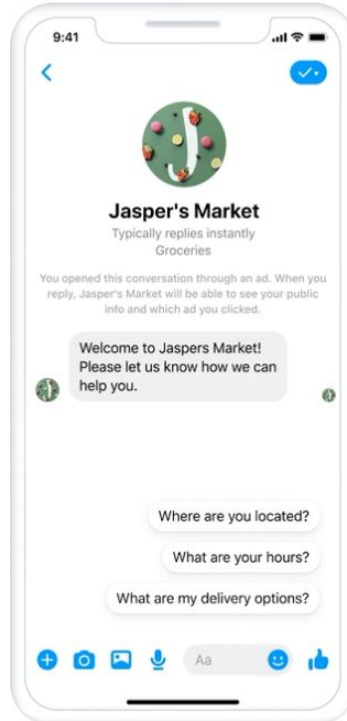 9:41
Jasper's Market
Typically replies instantly
Groceries
You opened this conversation through an ad. When you
reply, Jasper's Market will be able to see your public
info and which ad you clicked.
Welcome to Jaspers Market!
Please let us know how we can
help you.
Where are you located?
What are your hours?
What are my delivery options?
Aa